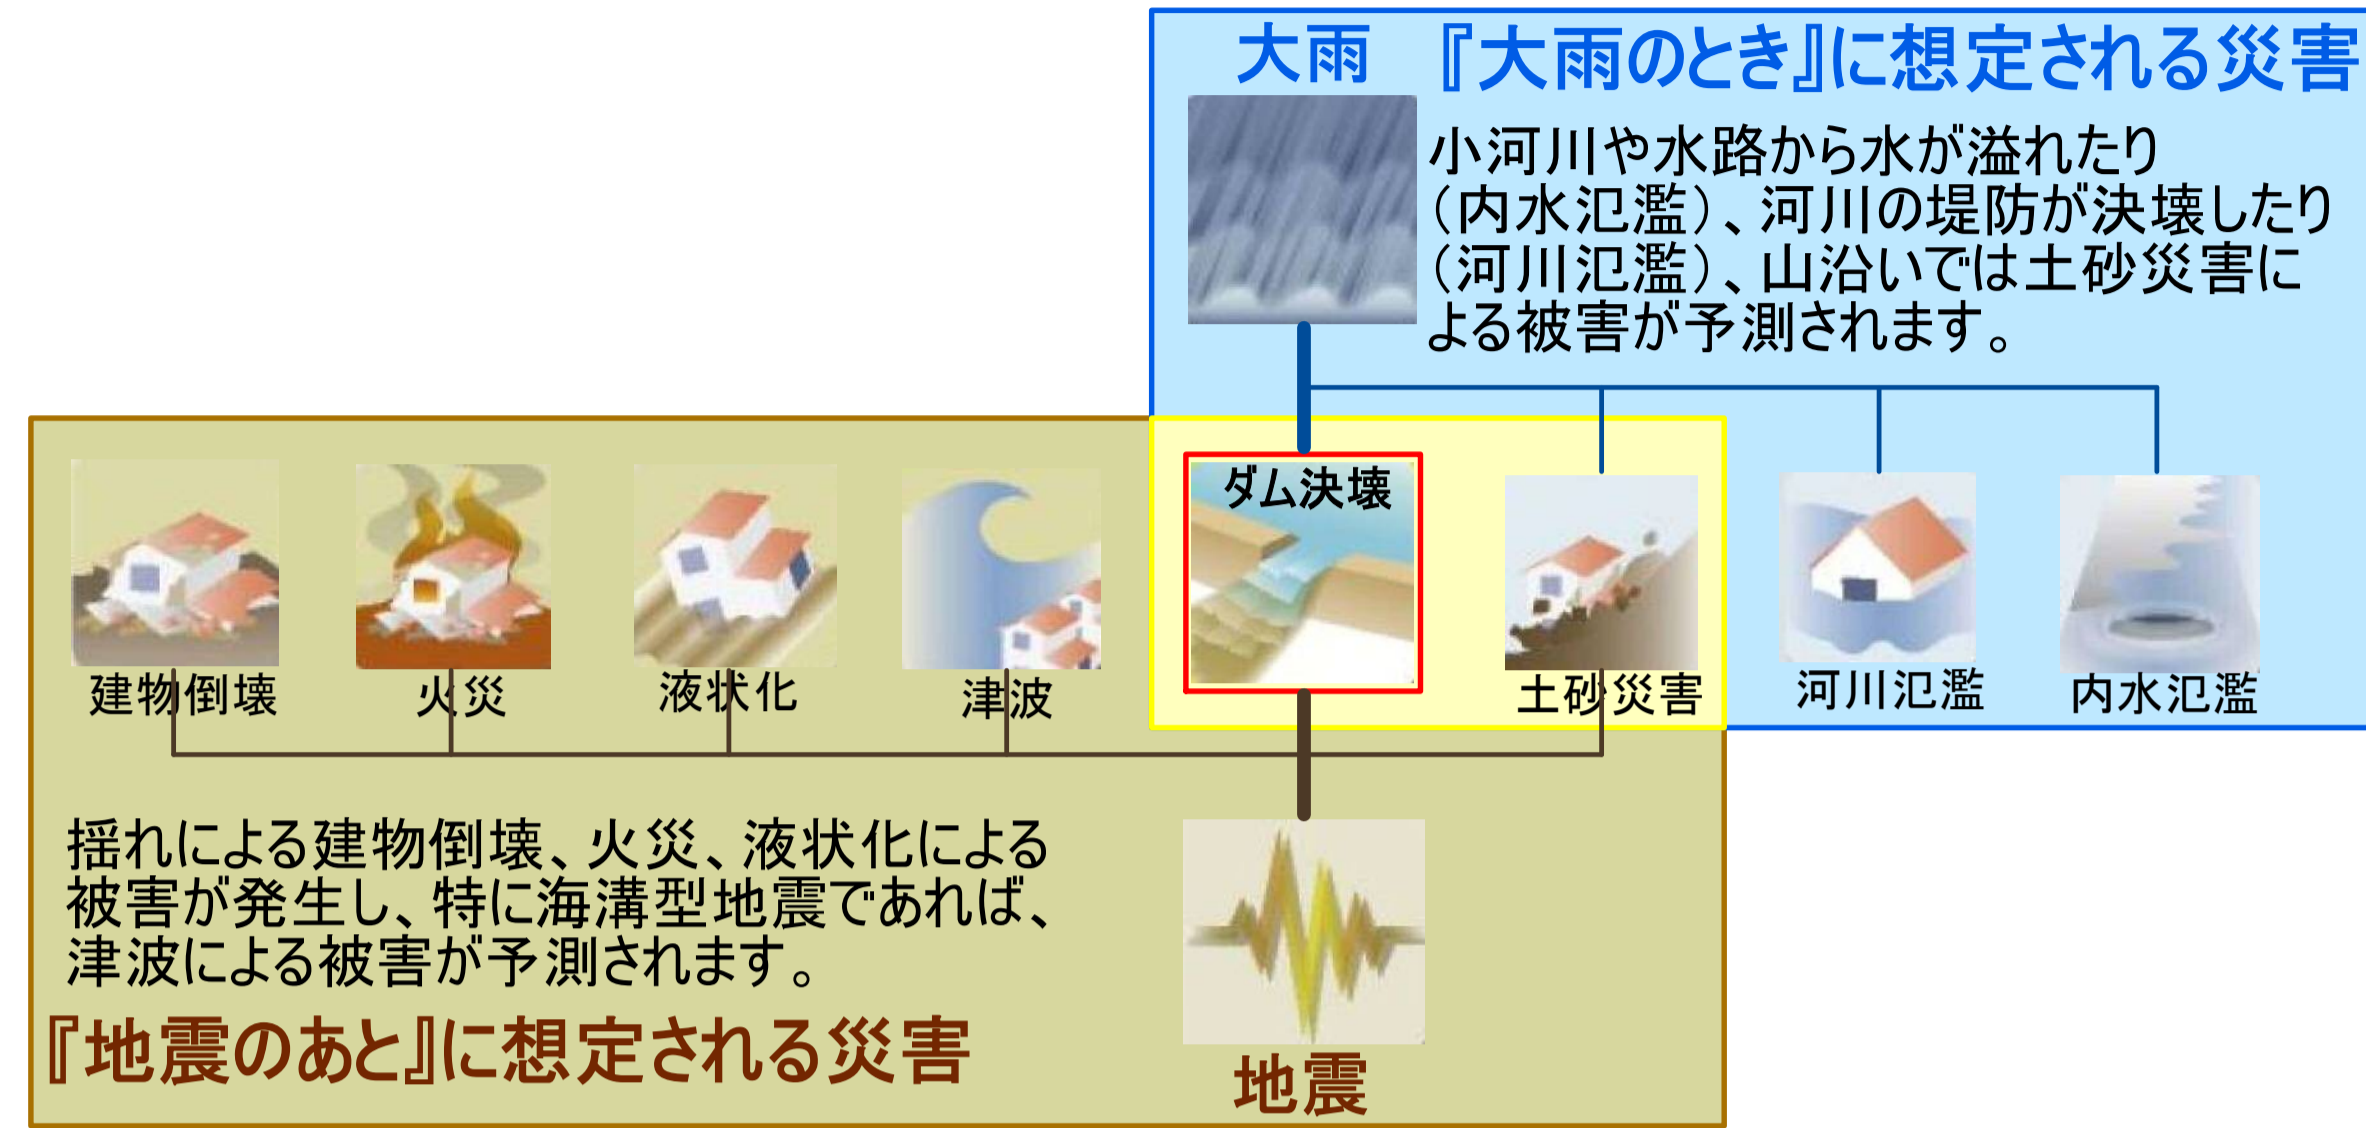 大雨 『大雨のとき』に想定される災害
小河川や水路から水が溢れたり
（内水氾濫）、河川の堤防が決壊したり
（河川氾濫）、山沿いでは土砂災害に
よる被害が予測されます。
ダム決壊
建物倒壊 火災 液状化 津波 土砂災害 河川氾濫 内水氾濫
揺れによる建物倒壊、火災、液状化による
被害が発生し、特に海溝型地震であれば、
津波による被害が予測されます。
『地震のあと』に想定される災害
地震